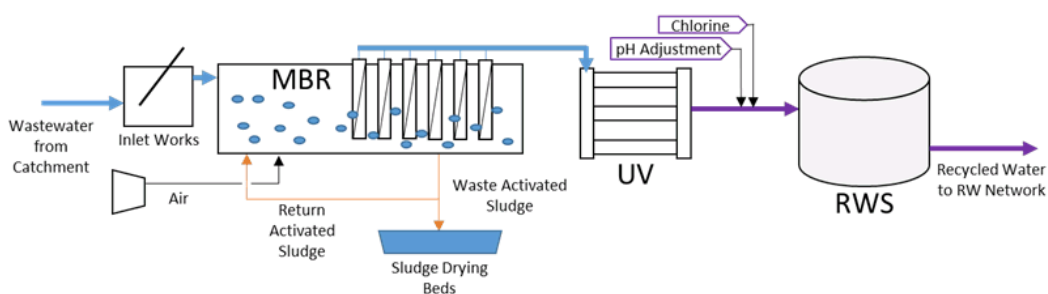 Chlorine
pH Adjustment
MBR
Wastewater
from
Catchment
Inlet Works
Air
Return
Activated
Sludge
Waste Activated
Sludge
Sludge Drying
Beds
UV
RWS
Recycled Water
to RW Network